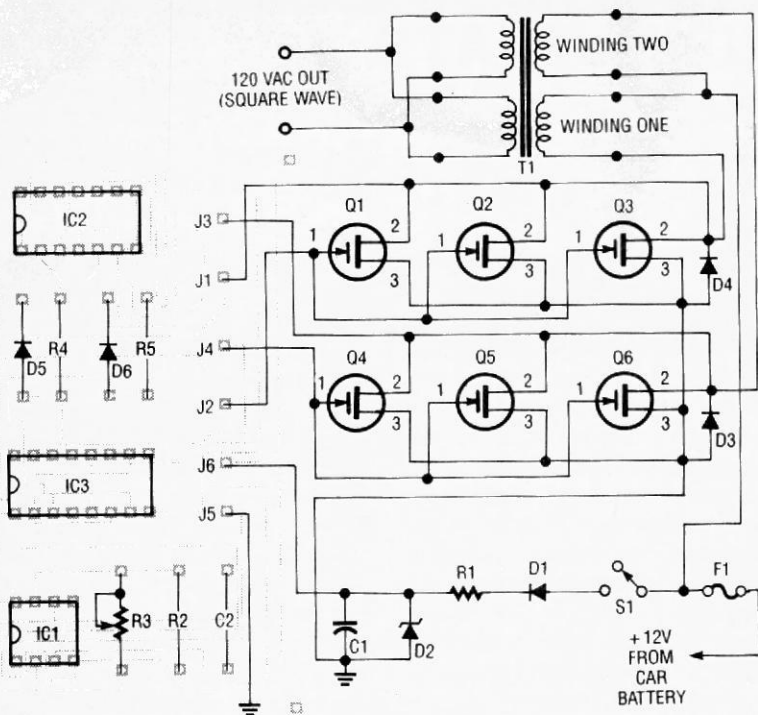 WINDING TWO
120 VAC OUT
(SQUARE WAVE)
WINDING ONE
T1
IC2
J3
Q1
Q2
Q3
1
2
3
1
2
3
1
2
3
J1
D4
D5
R4
D6
R5
J4
Q4
Q5
Q6
1
2
3
1
2
3
1
2
3
J2
D3
IC3
J6
J5
R1
D1
S1
F1
IC1
R3
R2
C2
C1
D2
+12V
FROM
CAR
BATTERY